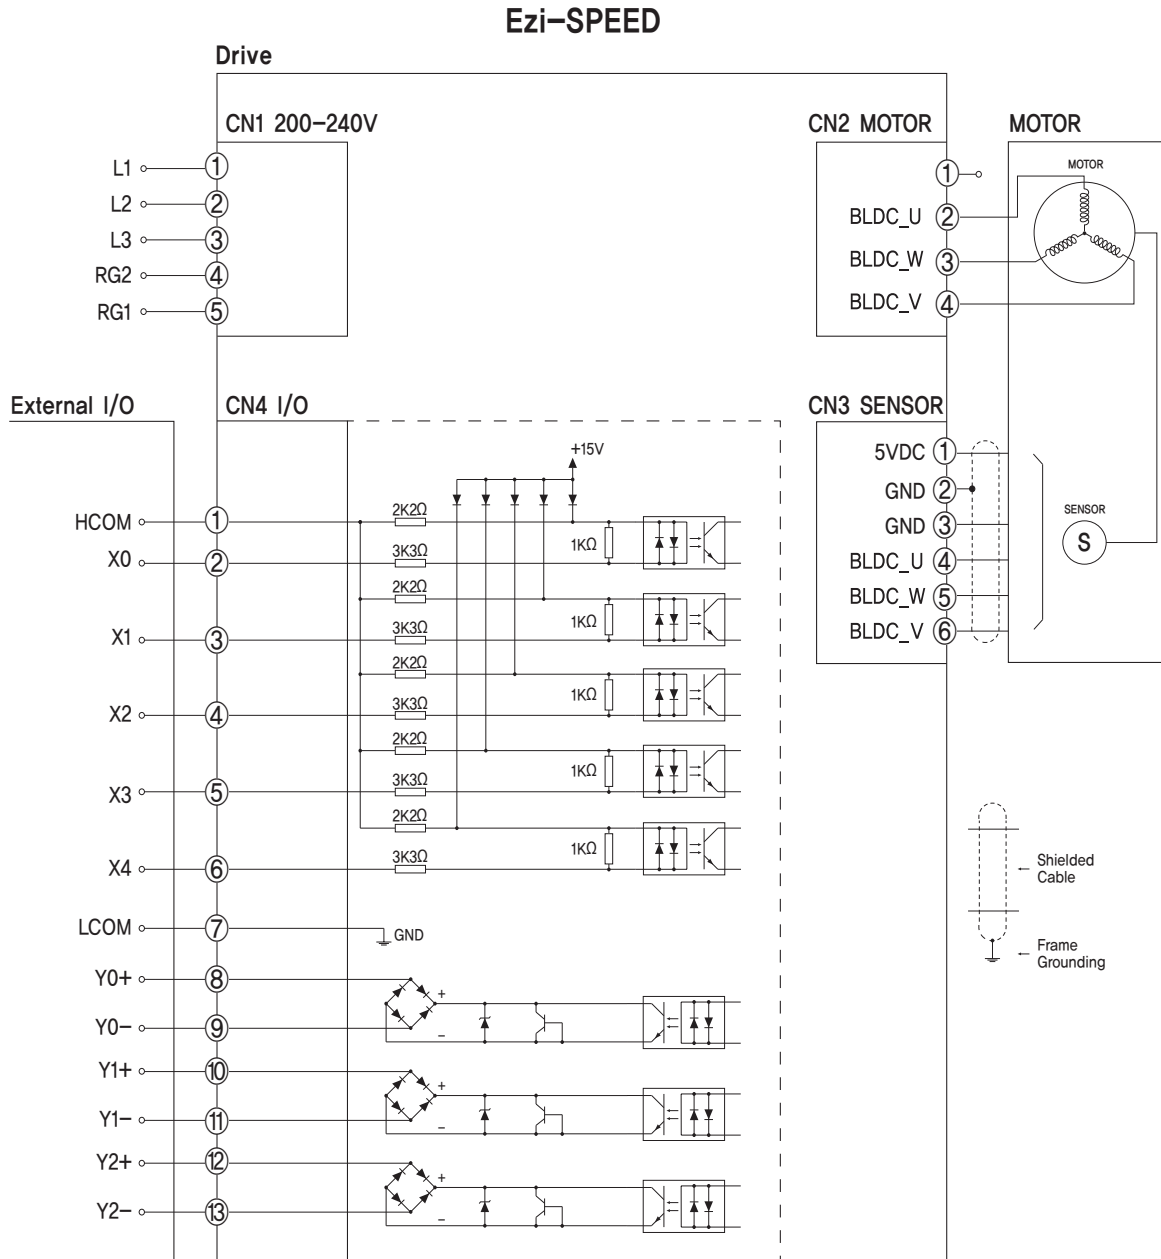 Ezi-SPEED
Drive
CN1 200-240V
CN2 MOTOR
MOTOR
L1
1
L2
2
L3
3
RG2
4
RG1
5
1
BLDC_U
2
BLDC_W
3
BLDC_V
4
MOTOR
External I/O
CN4 I/O
CN3 SENSOR
5VDC
1
GND
2
GND
3
BLDC_U
4
BLDC_W
5
BLDC_V
6
SENSOR
S
+15V
HCOM
1
2K2Ω
1KΩ
X0
2
3K3Ω
2K2Ω
1KΩ
X1
3
3K3Ω
2K2Ω
1KΩ
X2
4
3K3Ω
2K2Ω
1KΩ
X3
5
3K3Ω
2K2Ω
1KΩ
X4
6
3K3Ω
LCOM
7
GND
Y0+
8
+
Y0-
9
-
Y1+
10
+
Y1-
11
-
Y2+
12
+
Y2-
13
-
Shielded
Cable
Frame
Grounding